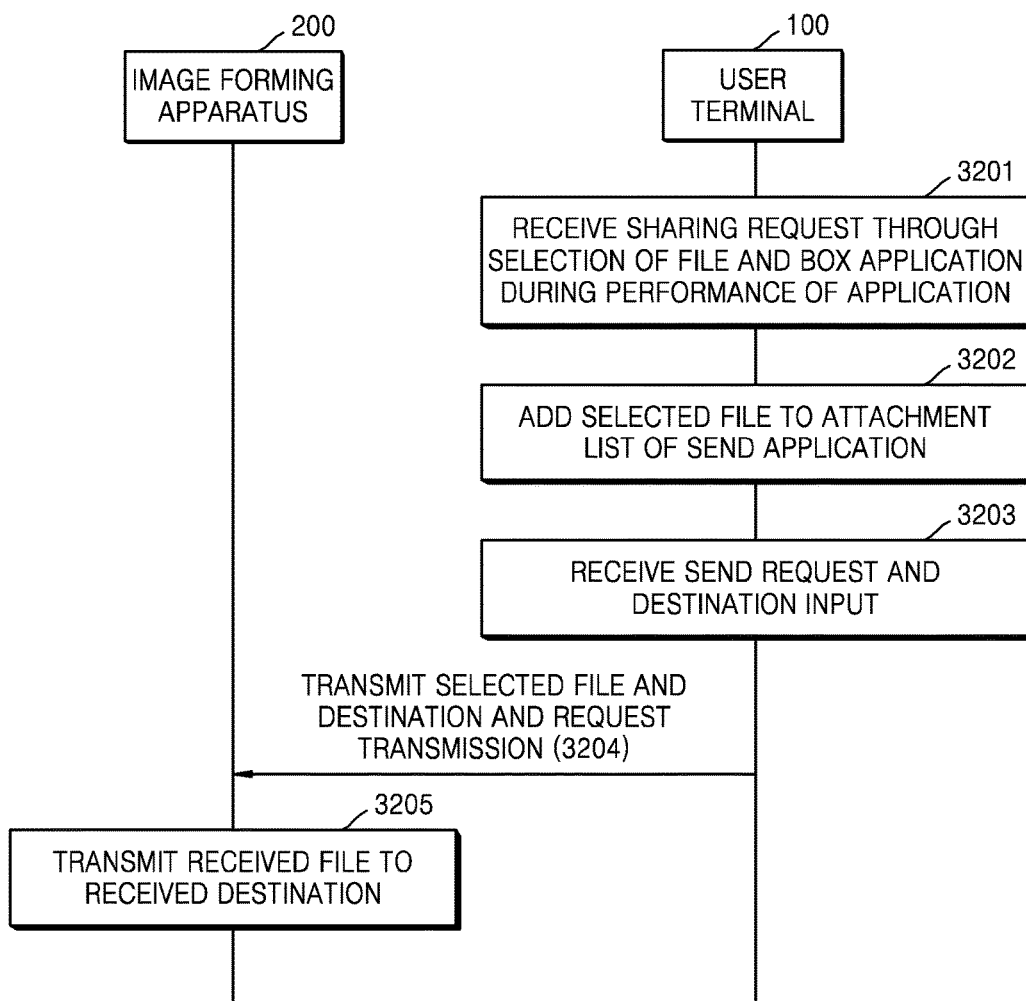 200
IMAGE FORMING
APPARATUS
100
USER
TERMINAL
3201
RECEIVE SHARING REQUEST THROUGH
SELECTION OF FILE AND BOX APPLICATION
DURING PERFORMANCE OF APPLICATION
3202
ADD SELECTED FILE TO ATTACHMENT
LIST OF SEND APPLICATION
3203
RECEIVE SEND REQUEST AND
DESTINATION INPUT
TRANSMIT SELECTED FILE AND
DESTINATION AND REQUEST
TRANSMISSION (3204)
3205
TRANSMIT RECEIVED FILE TO
RECEIVED DESTINATION